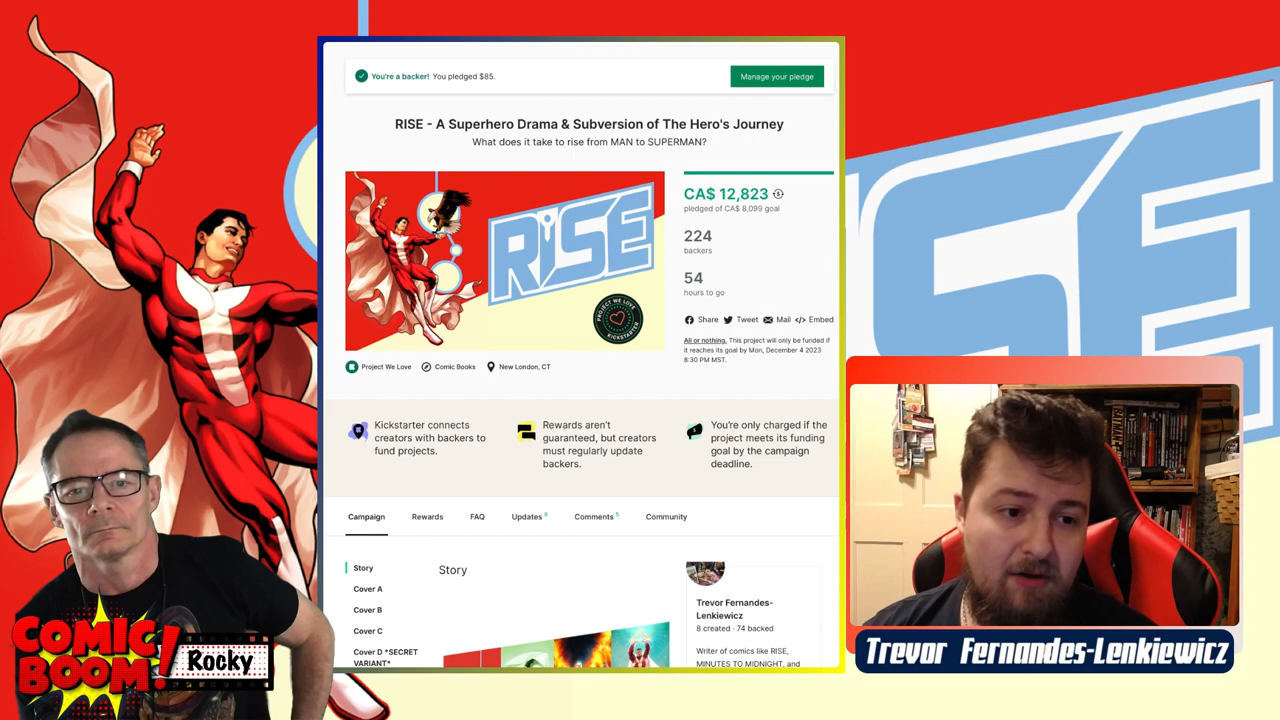 You're a backer! You pledged $85.
Manage your pledge
RISE - A Superhero Drama & Subversion of The Hero's Journey
What does it take to rise from MAN to SUPERMAN?
RISE
PROJECT WE LOVE
KICKSTARTER
CA$ 12,823
pledged of CA$ 8,099 goal
224
backers
54
hours to go
Share Tweet Mail Embed
All or nothing. This project will only be funded if
it reaches its goal by Mon, December 4 2023
8:30 PM MST.
Project We Love Comic Books New London, CT
Kickstarter connects
creators with backers to
fund projects.
Rewards aren't
guaranteed, but creators
must regularly update
backers.
You're only charged if the
project meets its funding
goal by the campaign
deadline.
Campaign Rewards FAQ Updates 8 Comments 5 Community
Story
Cover A
Cover B
Cover C
Cover D *SECRET
VARIANT*
Story
Trevor Fernandes-
Lenkiewicz
8 created · 74 backed
Writer of comics like RISE,
MINUTES TO MIDNIGHT, and
SE
COMIC
BOOM!
Rocky
Trevor Fernandes-Lenkiewicz